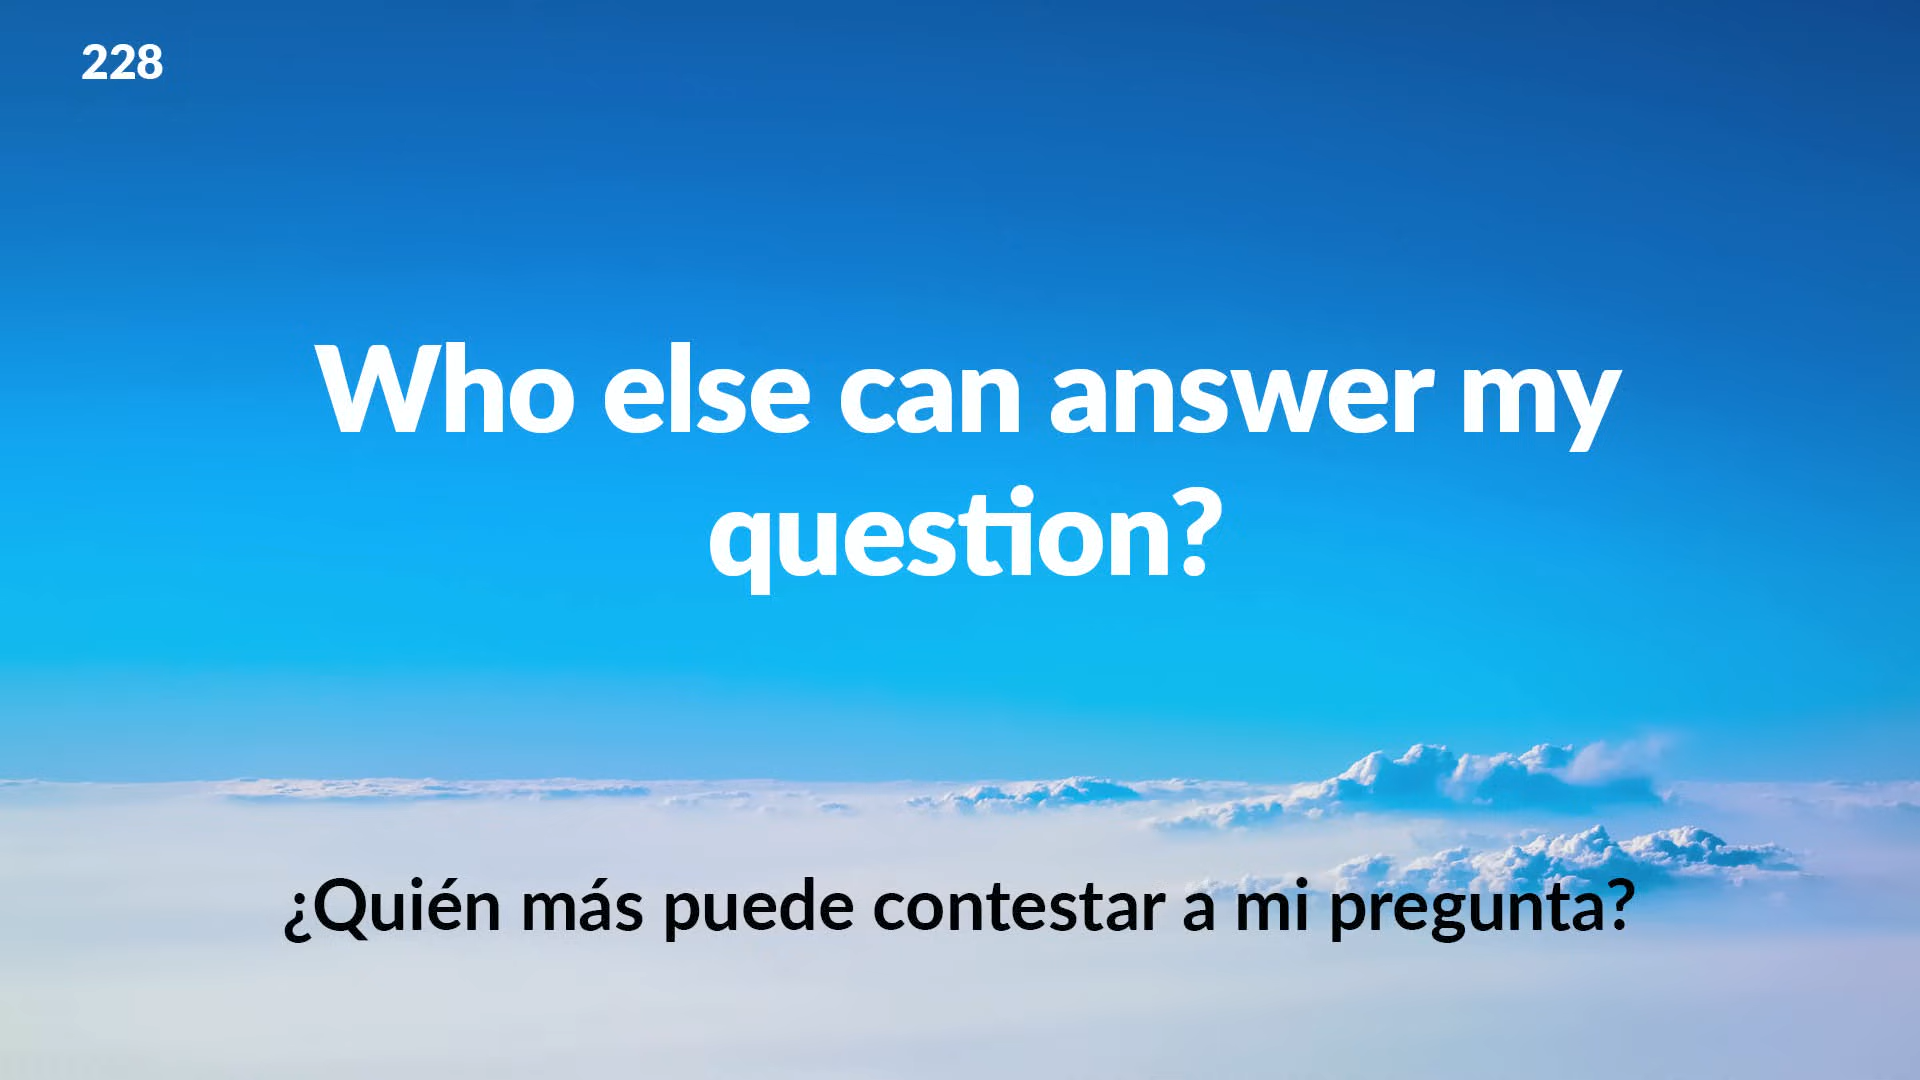 228
Who else can answer my
question?
¿Quién más puede contestar a mi pregunta?